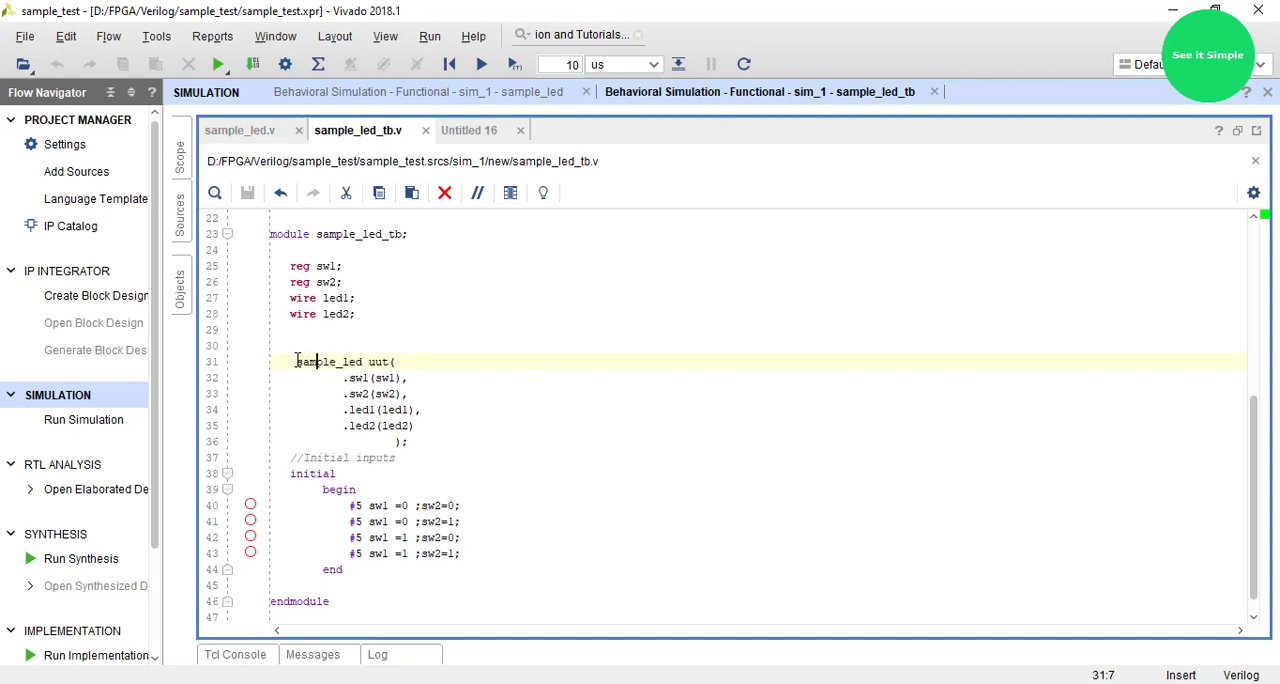 sample_test - [D:/FPGA/Verilog/sample_test/sample_test.xpr] - Vivado 2018.1
File Edit Flow Tools Reports Window Layout View Run Help ion and Tutorials...
10 us Defau
See it Simple
Flow Navigator ?
SIMULATION Behavioral Simulation - Functional - sim_1 - sample_led Behavioral Simulation - Functional - sim_1 - sample_led_tb ?
PROJECT MANAGER
Settings
Add Sources
Language Template
IP Catalog
IP INTEGRATOR
Create Block Design
Open Block Design
Generate Block Des
SIMULATION
Run Simulation
RTL ANALYSIS
Open Elaborated De
SYNTHESIS
Run Synthesis
Open Synthesized D
IMPLEMENTATION
Run Implementation
Scope
Sources
Objects
sample_led.v sample_led_tb.v Untitled 16 ?
D:/FPGA/Verilog/sample_test/sample_test.srcs/sim_1/new/sample_led_tb.v
22
23 module sample_led_tb;
24
25 reg sw1;
26 reg sw2;
27 wire led1;
28 wire led2;
29
30
31 sample_led uut(
32 .sw1(sw1),
33 .sw2(sw2),
34 .led1(led1),
35 .led2(led2)
36 );
37 //Initial inputs
38 initial
39 begin
40 #5 sw1 =0 ;sw2=0;
41 #5 sw1 =0 ;sw2=1;
42 #5 sw1 =1 ;sw2=0;
43 #5 sw1 =1 ;sw2=1;
44 end
45
46 endmodule
47
Tcl Console Messages Log
31:7 Insert Verilog